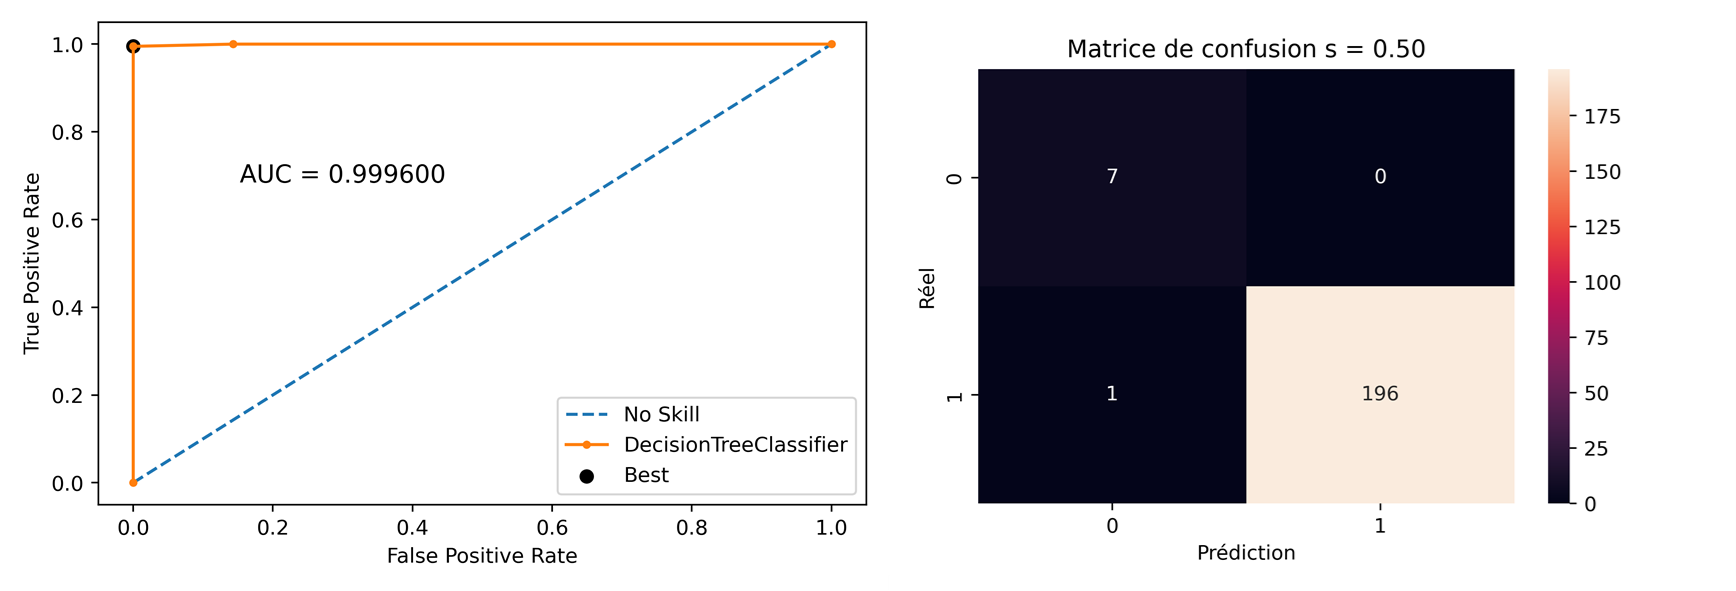 1.0
0.8
0.6
0.4
0.2
0.0
True Positive Rate
AUC = 0.999600
No Skill
DecisionTreeClassifier
Best
0.0 0.2 0.4 0.6 0.8 1.0
False Positive Rate
Matrice de confusion s = 0.50
Réel
0
1
7 0
1 196
0 1
Prédiction
175
150
125
100
75
50
25
0